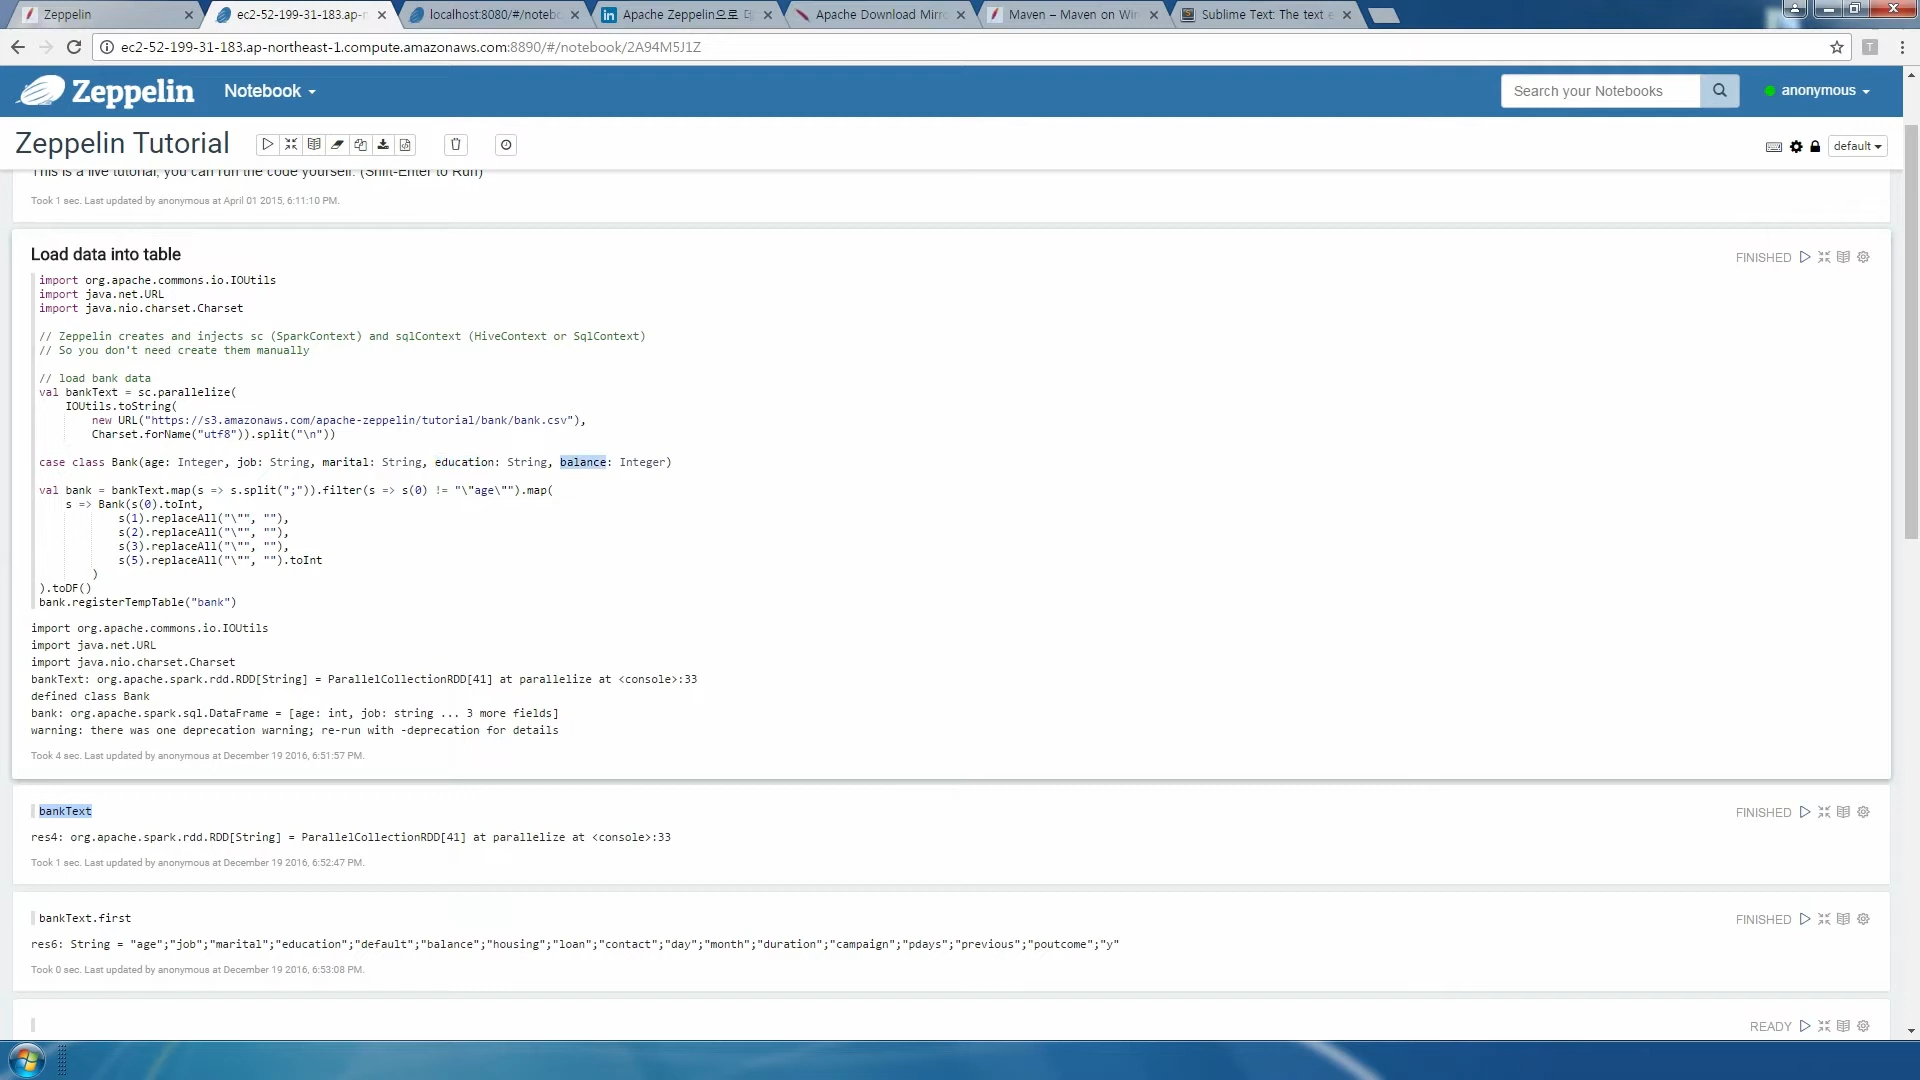 Zeppelin
ec2-52-199-31-183.ap-n
localhost:8080/#/noteb
Apache Zeppelin으로 데
Apache Download Mirr
Maven – Maven on Win
Sublime Text: The text e
ec2-52-199-31-183.ap-northeast-1.compute.amazonaws.com:8890/#/notebook/2A94M5J1Z
T
Zeppelin
Notebook
Search your Notebooks
anonymous
Zeppelin Tutorial
default
This is a live tutorial, you can run the code yourself. (Shift-Enter to Run)
Took 1 sec. Last updated by anonymous at April 01 2015, 6:11:10 PM.
Load data into table
FINISHED
import org.apache.commons.io.IOUtils
import java.net.URL
import java.nio.charset.Charset
// Zeppelin creates and injects sc (SparkContext) and sqlContext (HiveContext or SqlContext)
// So you don't need create them manually
// load bank data
val bankText = sc.parallelize(
IOUtils.toString(
new URL("https://s3.amazonaws.com/apache-zeppelin/tutorial/bank/bank.csv"),
Charset.forName("utf8")).split("\n"))
case class Bank(age: Integer, job: String, marital: String, education: String, balance: Integer)
val bank = bankText.map(s => s.split(";")).filter(s => s(0) != "\"age\"").map(
s => Bank(s(0).toInt,
s(1).replaceAll("\"", ""),
s(2).replaceAll("\"", ""),
s(3).replaceAll("\"", ""),
s(5).replaceAll("\"", "").toInt
)
).toDF()
bank.registerTempTable("bank")
import org.apache.commons.io.IOUtils
import java.net.URL
import java.nio.charset.Charset
bankText: org.apache.spark.rdd.RDD[String] = ParallelCollectionRDD[41] at parallelize at <console>:33
defined class Bank
bank: org.apache.spark.sql.DataFrame = [age: int, job: string ... 3 more fields]
warning: there was one deprecation warning; re-run with -deprecation for details
Took 4 sec. Last updated by anonymous at December 19 2016, 6:51:57 PM.
bankText
FINISHED
res4: org.apache.spark.rdd.RDD[String] = ParallelCollectionRDD[41] at parallelize at <console>:33
Took 1 sec. Last updated by anonymous at December 19 2016, 6:52:47 PM.
bankText.first
FINISHED
res6: String = "age";"job";"marital";"education";"default";"balance";"housing";"loan";"contact";"day";"month";"duration";"campaign";"pdays";"previous";"poutcome";"y"
Took 0 sec. Last updated by anonymous at December 19 2016, 6:53:08 PM.
READY